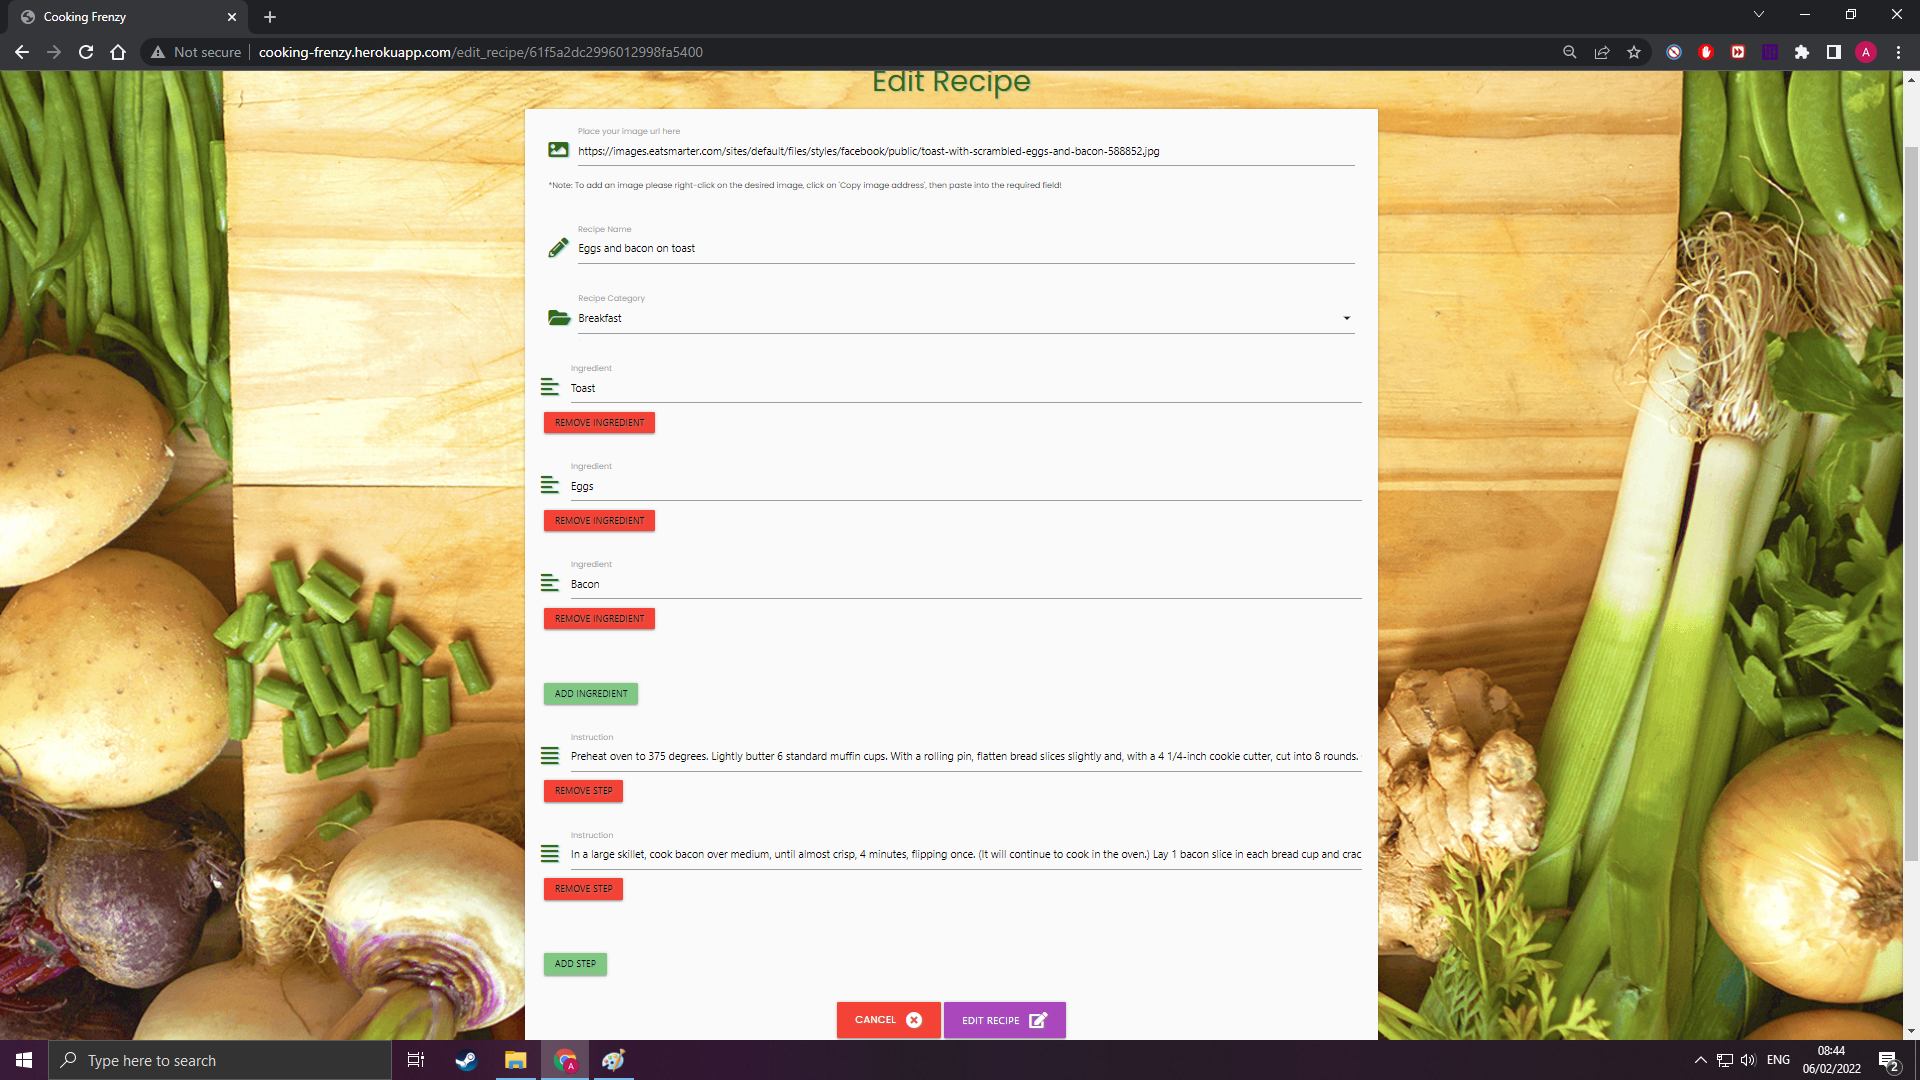 Cooking Frenzy
Not secure
cooking-frenzy.herokuapp.com/edit_recipe/61f5a2dc2996012998fa5400
A
Edit Recipe
Place your image url here
https://images.eatsmarter.com/sites/default/files/styles/facebook/public/toast-with-scrambled-eggs-and-bacon-588852.jpg
*Note: To add an image please right-click on the desired image, click on 'Copy image address', then paste into the required field!
Recipe Name
Eggs and bacon on toast
Recipe Category
Breakfast
Ingredient
Toast
REMOVE INGREDIENT
Ingredient
Eggs
REMOVE INGREDIENT
Ingredient
Bacon
REMOVE INGREDIENT
ADD INGREDIENT
Instruction
Preheat oven to 375 degrees. Lightly butter 6 standard muffin cups. With a rolling pin, flatten bread slices slightly and, with a 4 1/4-inch cookie cutter, cut into 8 rounds.
REMOVE STEP
Instruction
In a large skillet, cook bacon over medium, until almost crisp, 4 minutes, flipping once. (It will continue to cook in the oven.) Lay 1 bacon slice in each bread cup and crac
REMOVE STEP
ADD STEP
CANCEL
EDIT RECIPE
Type here to search
A
ENG
08:44
06/02/2022
2